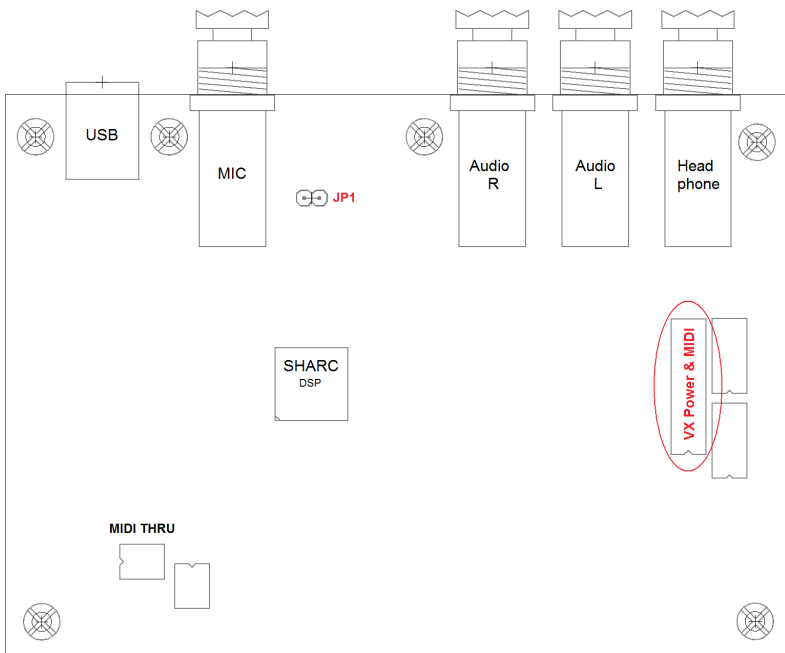 USB
MIC
JP1
Audio
R
Audio
L
Head
phone
VX Power & MIDI
SHARC
DSP
MIDI THRU